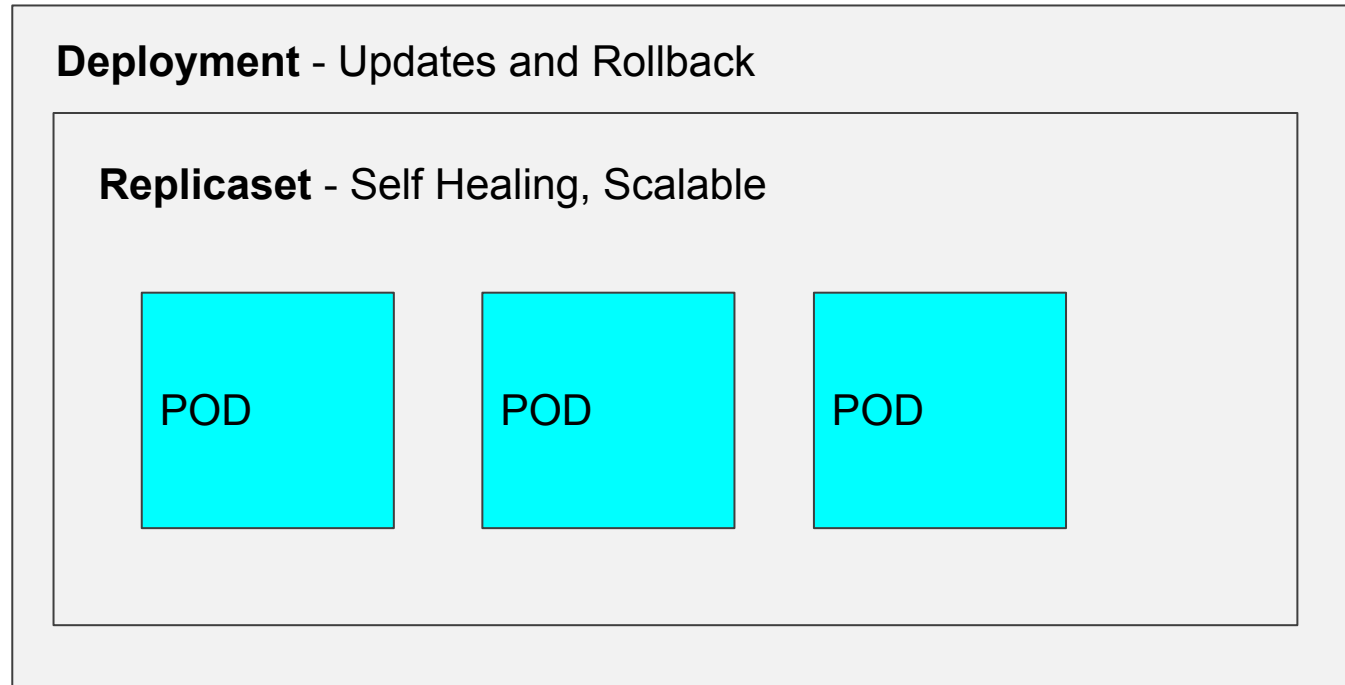 Deployment - Updates and Rollback
Replicaset - Self Healing, Scalable
POD
POD
POD